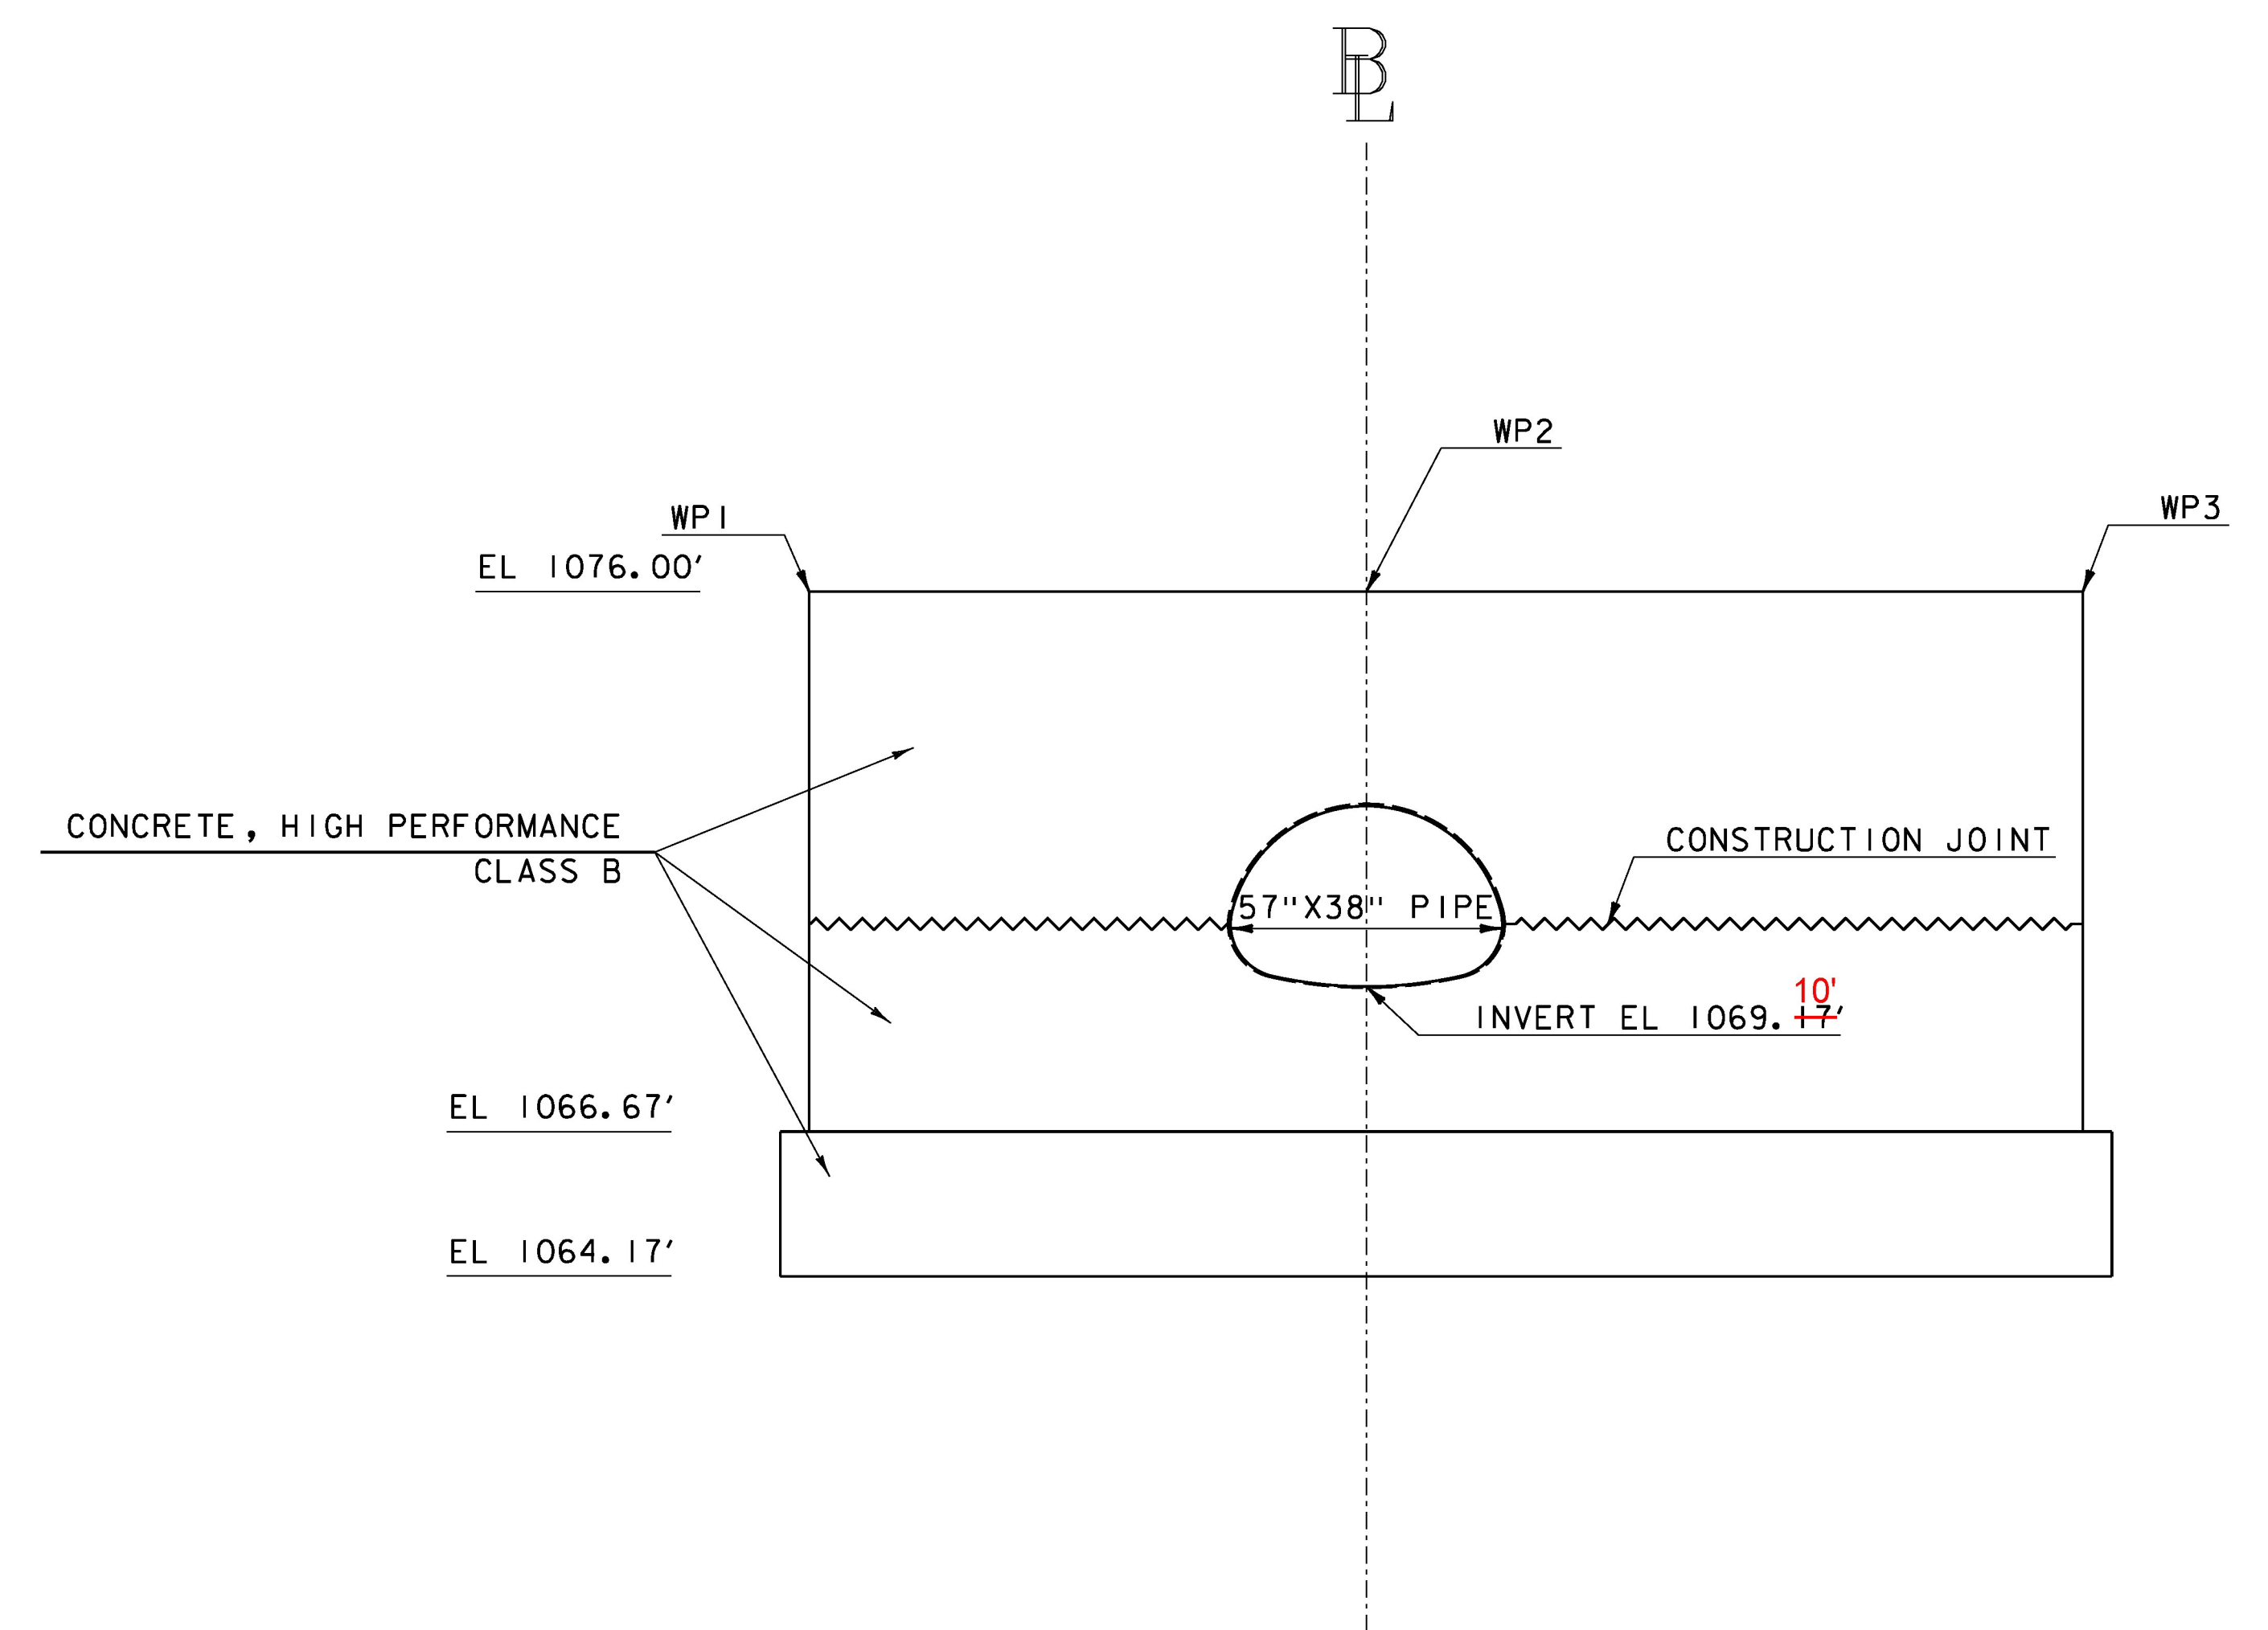 BL
WP2
WP1
WP3
EL 1076.00'
CONCRETE, HIGH PERFORMANCE
CLASS B
CONSTRUCTION JOINT
57"X38" PIPE
10'
INVERT EL 1069.17'
EL 1066.67'
EL 1064.17'